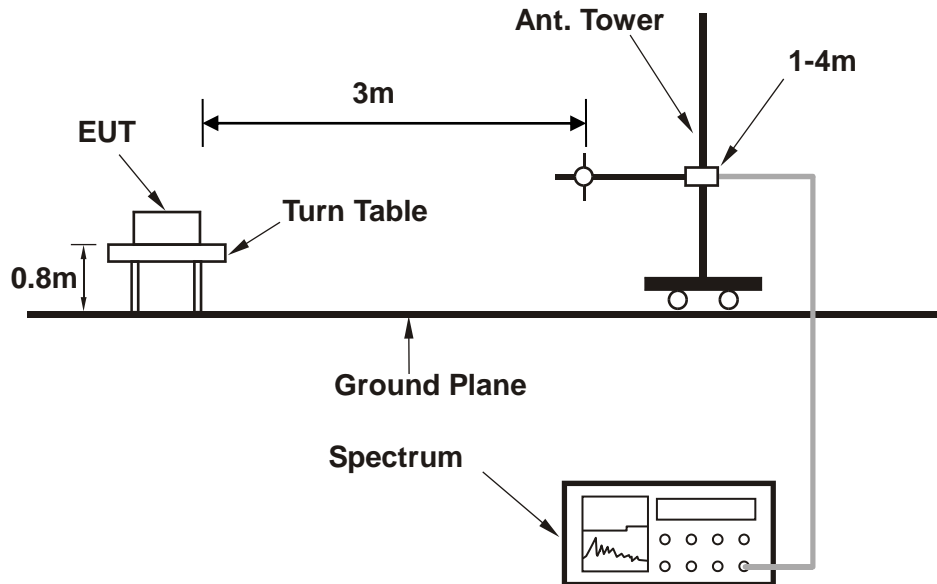 Ant. Tower
1-4m
3m
EUT
Turn Table
0.8m
Ground Plane
Spectrum